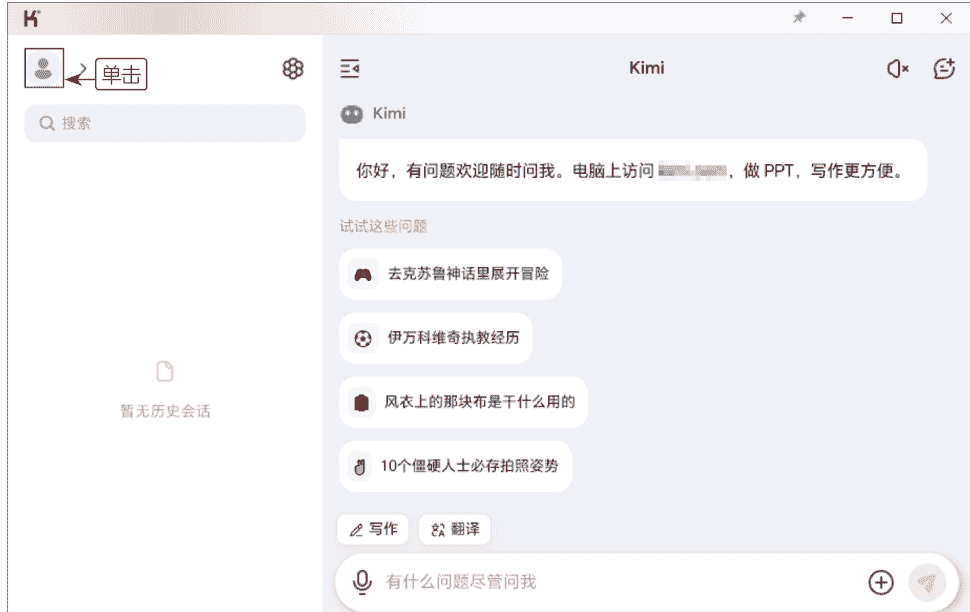 单击
搜索
暂无历史会话
Kimi
Kimi
你好，有问题欢迎随时问我。电脑上访问 ，做 PPT，写作更方便。
试试这些问题
去克苏鲁神话里展开冒险
伊万科维奇执教经历
风衣上的那块布是干什么用的
10个僵硬人士必存拍照姿势
写作
翻译
有什么问题尽管问我